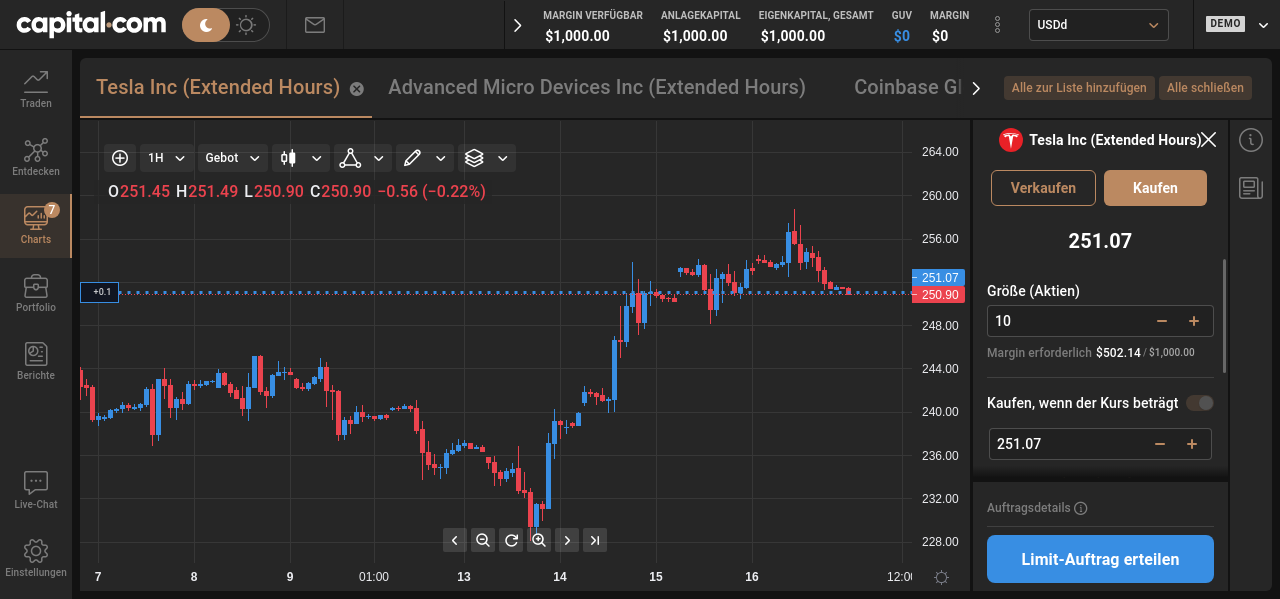 capital.com
MARGIN VERFÜGBAR ANLAGEKAPITAL EIGENKAPITAL, GESAMT GUV MARGIN
$1,000.00 $1,000.00 $1,000.00 $0 $0
USDd
DEMO
Traden
Entdecken
7
Charts
Portfolio
Berichte
Live-Chat
Einstellungen
Tesla Inc (Extended Hours)
Advanced Micro Devices Inc (Extended Hours)
Coinbase Gl
Alle zur Liste hinzufügen
Alle schließen
1H
Gebot
O251.45 H251.49 L250.90 C250.90 −0.56 (−0.22%)
+0.1
264.00
260.00
256.00
251.07
250.90
248.00
244.00
240.00
236.00
232.00
228.00
7 8 9 01:00 13 14 15 16 12:00
Tesla Inc (Extended Hours)
Verkaufen
Kaufen
251.07
Größe (Aktien)
10 − +
Margin erforderlich $502.14 / $1,000.00
Kaufen, wenn der Kurs beträgt
251.07 − +
Auftragsdetails
Limit-Auftrag erteilen